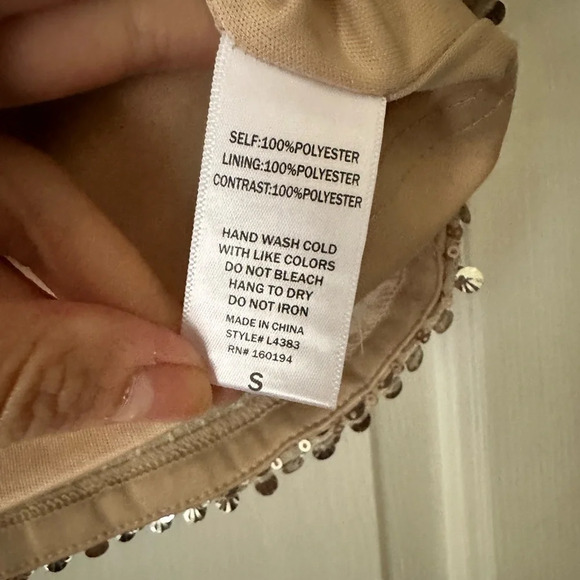 SELF:100%POLYESTER
LINING:100%POLYESTER
CONTRAST:100%POLYESTER
HAND WASH COLD
WITH LIKE COLORS
DO NOT BLEACH
HANG TO DRY
DO NOT IRON
MADE IN CHINA
STYLE# L4383
RN# 160194
S